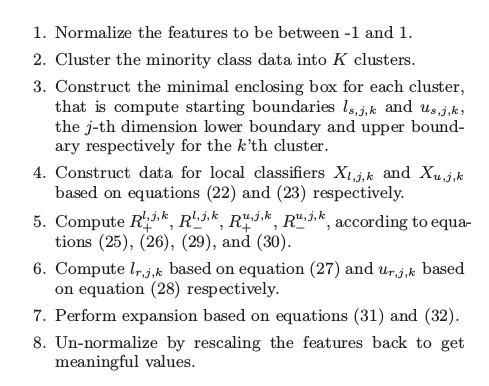 1. Normalize the features to be between -1 and 1.
2. Cluster the minority class data into K clusters.
3. Construct the minimal enclosing box for each cluster,
that is compute starting boundaries l_{s,j,k} and u_{s,j,k},
the j-th dimension lower boundary and upper bound-
ary respectively for the k'th cluster.
4. Construct data for local classifiers X_{l,j,k} and X_{u,j,k}
based on equations (22) and (23) respectively.
5. Compute R_+^{l,j,k}, R_-^{l,j,k}, R_+^{u,j,k}, R_-^{u,j,k}, according to equa-
tions (25), (26), (29), and (30).
6. Compute l_{r,j,k} based on equation (27) and u_{r,j,k} based
on equation (28) respectively.
7. Perform expansion based on equations (31) and (32).
8. Un-normalize by rescaling the features back to get
meaningful values.